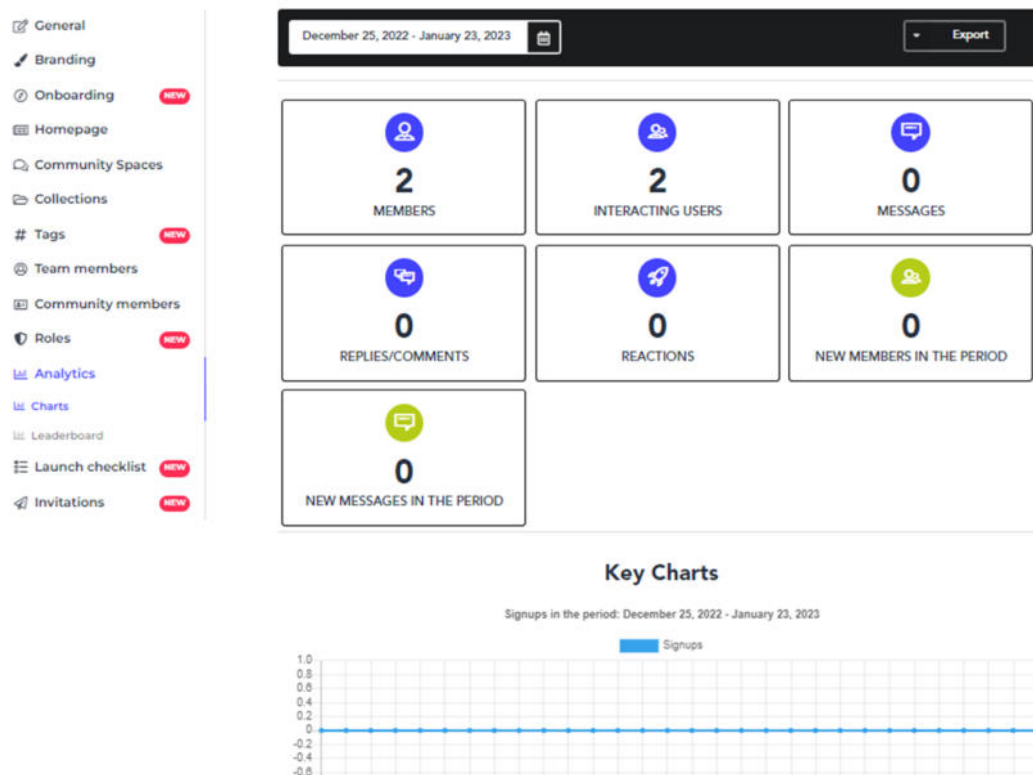 General
Branding
Onboarding NEW
Homepage
Community Spaces
Collections
# Tags NEW
Team members
Community members
Roles NEW
Analytics
Charts
Leaderboard
Launch checklist NEW
Invitations NEW
December 25, 2022 - January 23, 2023
Export
2
MEMBERS
2
INTERACTING USERS
0
MESSAGES
0
REPLIES/COMMENTS
0
REACTIONS
0
NEW MEMBERS IN THE PERIOD
0
NEW MESSAGES IN THE PERIOD
Key Charts
Signups in the period: December 25, 2022 - January 23, 2023
Signups
1.0
0.8
0.6
0.4
0.2
0
-0.2
-0.4
-0.6